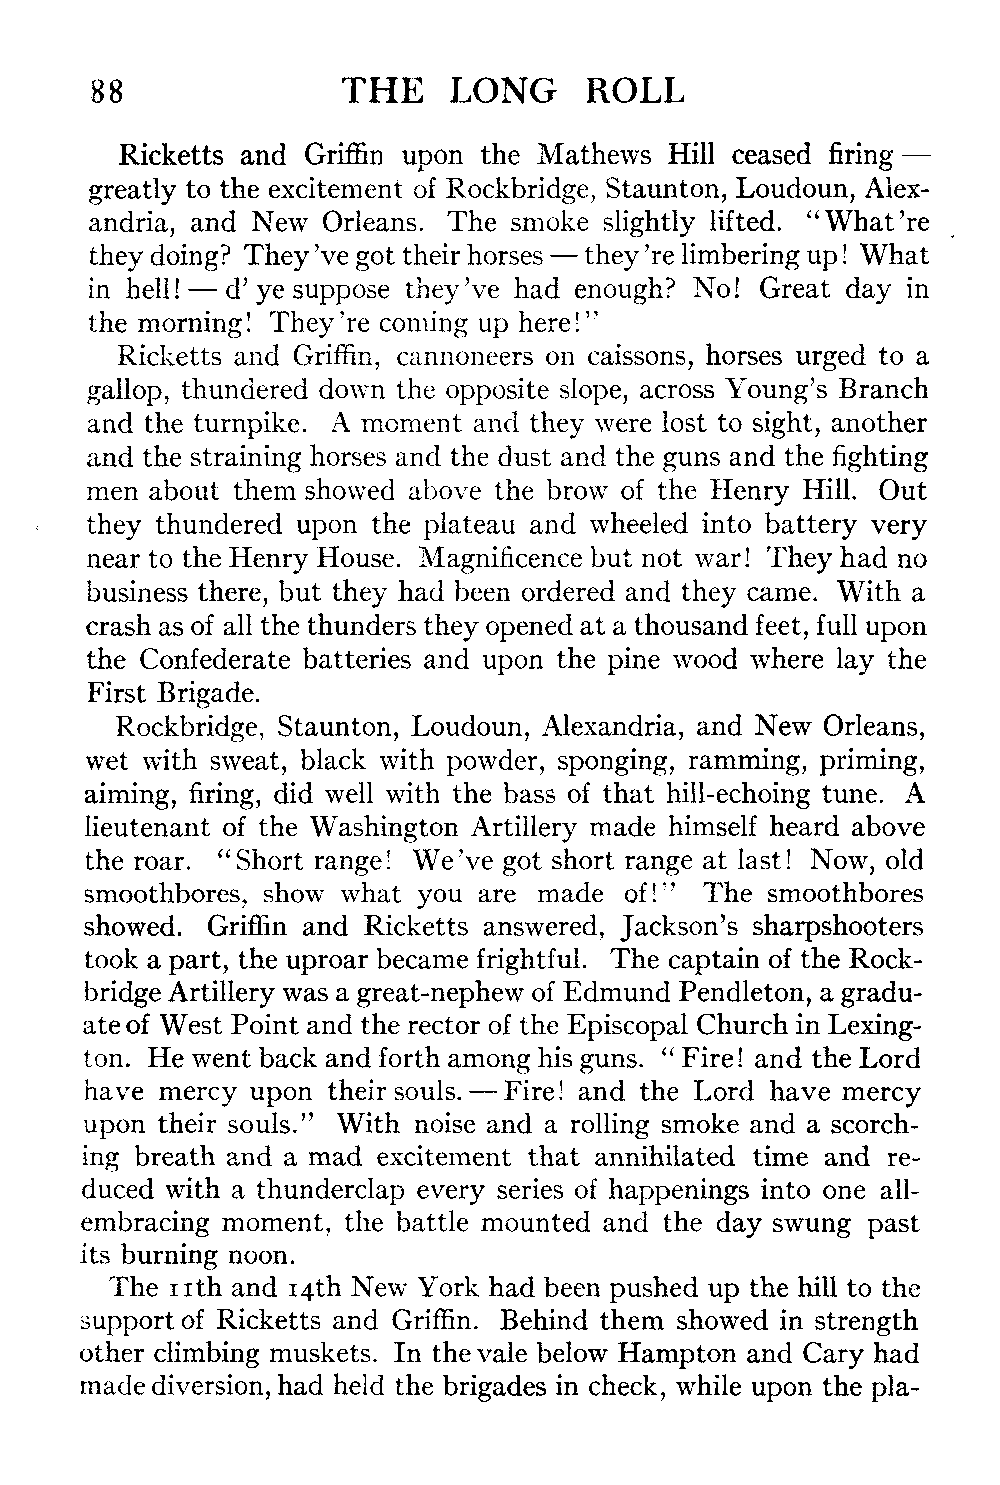 88 THE LONG ROLL
Ricketts and Griffin upon the Mathews Hill ceased firing —
greatly to the excitement of Rockbridge, Staunton, Loudoun, Alex-
andria, and New Orleans. The smoke slightly lifted. "What're
they doing? They've got their horses — they're limbering up! What
in hell! — d' ye suppose they've had enough? No! Great day in
the morning! They're coming up here!"
Ricketts and Griffin, cannoneers on caissons, horses urged to a
gallop, thundered down the opposite slope, across Young's Branch
and the turnpike. A moment and they were lost to sight, another
and the straining horses and the dust and the guns and the fighting
men about them showed above the brow of the Henry Hill. Out
they thundered upon the plateau and wheeled into battery very
near to the Henry House. Magnificence but not war! They had no
business there, but they had been ordered and they came. With a
crash as of all the thunders they opened at a thousand feet, full upon
the Confederate batteries and upon the pine wood where lay the
First Brigade.
Rockbridge, Staunton, Loudoun, Alexandria, and New Orleans,
wet with sweat, black with powder, sponging, ramming, priming,
aiming, firing, did well with the bass of that hill-echoing tune. A
lieutenant of the Washington Artillery made himself heard above
the roar. "Short range! We've got short range at last! Now, old
smoothbores, show what you are made of!" The smoothbores
showed. Griffin and Ricketts answered, Jackson's sharpshooters
took a part, the uproar became frightful. The captain of the Rock-
bridge Artillery was a great-nephew of Edmund Pendleton, a gradu-
ate of West Point and the rector of the Episcopal Church in Lexing-
ton. He went back and forth among his guns. "Fire! and the Lord
have mercy upon their souls. — Fire! and the Lord have mercy
upon their souls." With noise and a rolling smoke and a scorch-
ing breath and a mad excitement that annihilated time and re-
duced with a thunderclap every series of happenings into one all-
embracing moment, the battle mounted and the day swung past
its burning noon.
The 11th and 14th New York had been pushed up the hill to the
support of Ricketts and Griffin. Behind them showed in strength
other climbing muskets. In the vale below Hampton and Cary had
made diversion, had held the brigades in check, while upon the pla-